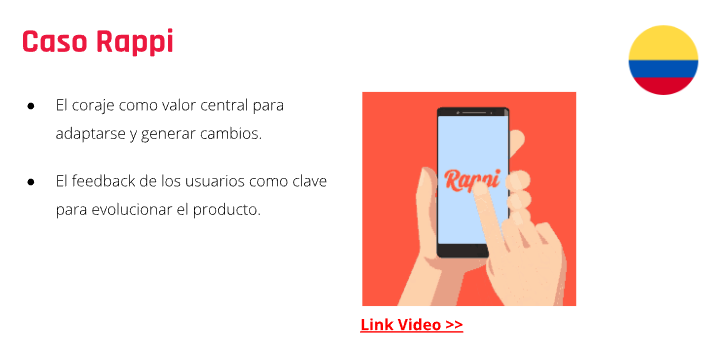 Caso Rappi
● El coraje como valor central para
adaptarse y generar cambios.
● El feedback de los usuarios como clave
para evolucionar el producto.
Rappi
Link Video >>